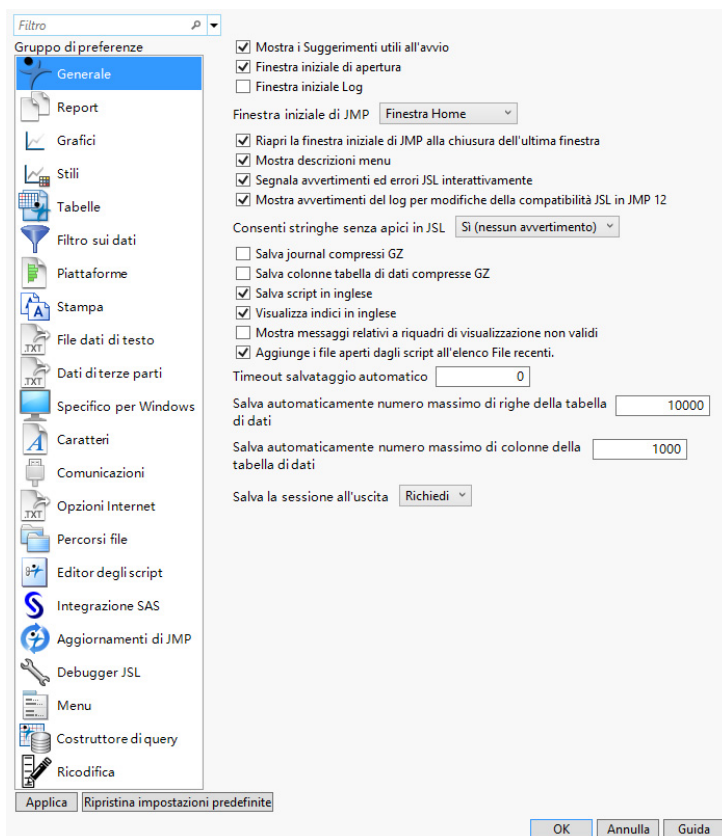 Filtro
Gruppo di preferenze
Generale
Report
Grafici
Stili
Tabelle
Filtro sui dati
Piattaforme
Stampa
File dati di testo
Dati di terze parti
Specifico per Windows
Caratteri
Comunicazioni
Opzioni Internet
Percorsi file
Editor degli script
Integrazione SAS
Aggiornamenti di JMP
Debugger JSL
Menu
Costruttore di query
Ricodifica
Applica
Ripristina impostazioni predefinite
Mostra i Suggerimenti utili all'avvio
Finestra iniziale di apertura
Finestra iniziale Log
Finestra iniziale di JMP Finestra Home
Riapri la finestra iniziale di JMP alla chiusura dell'ultima finestra
Mostra descrizioni menu
Segnala avvertimenti ed errori JSL interattivamente
Mostra avvertimenti del log per modifiche della compatibilità JSL in JMP 12
Consenti stringhe senza apici in JSL Sì (nessun avvertimento)
Salva journal compressi GZ
Salva colonne tabella di dati compresse GZ
Salva script in inglese
Visualizza indici in inglese
Mostra messaggi relativi a riquadri di visualizzazione non validi
Aggiunge i file aperti dagli script all'elenco File recenti.
Timeout salvataggio automatico 0
Salva automaticamente numero massimo di righe della tabella 10000
di dati
Salva automaticamente numero massimo di colonne della 1000
tabella di dati
Salva la sessione all'uscita Richiedi
OK Annulla Guida
TXT
TXT
TXT